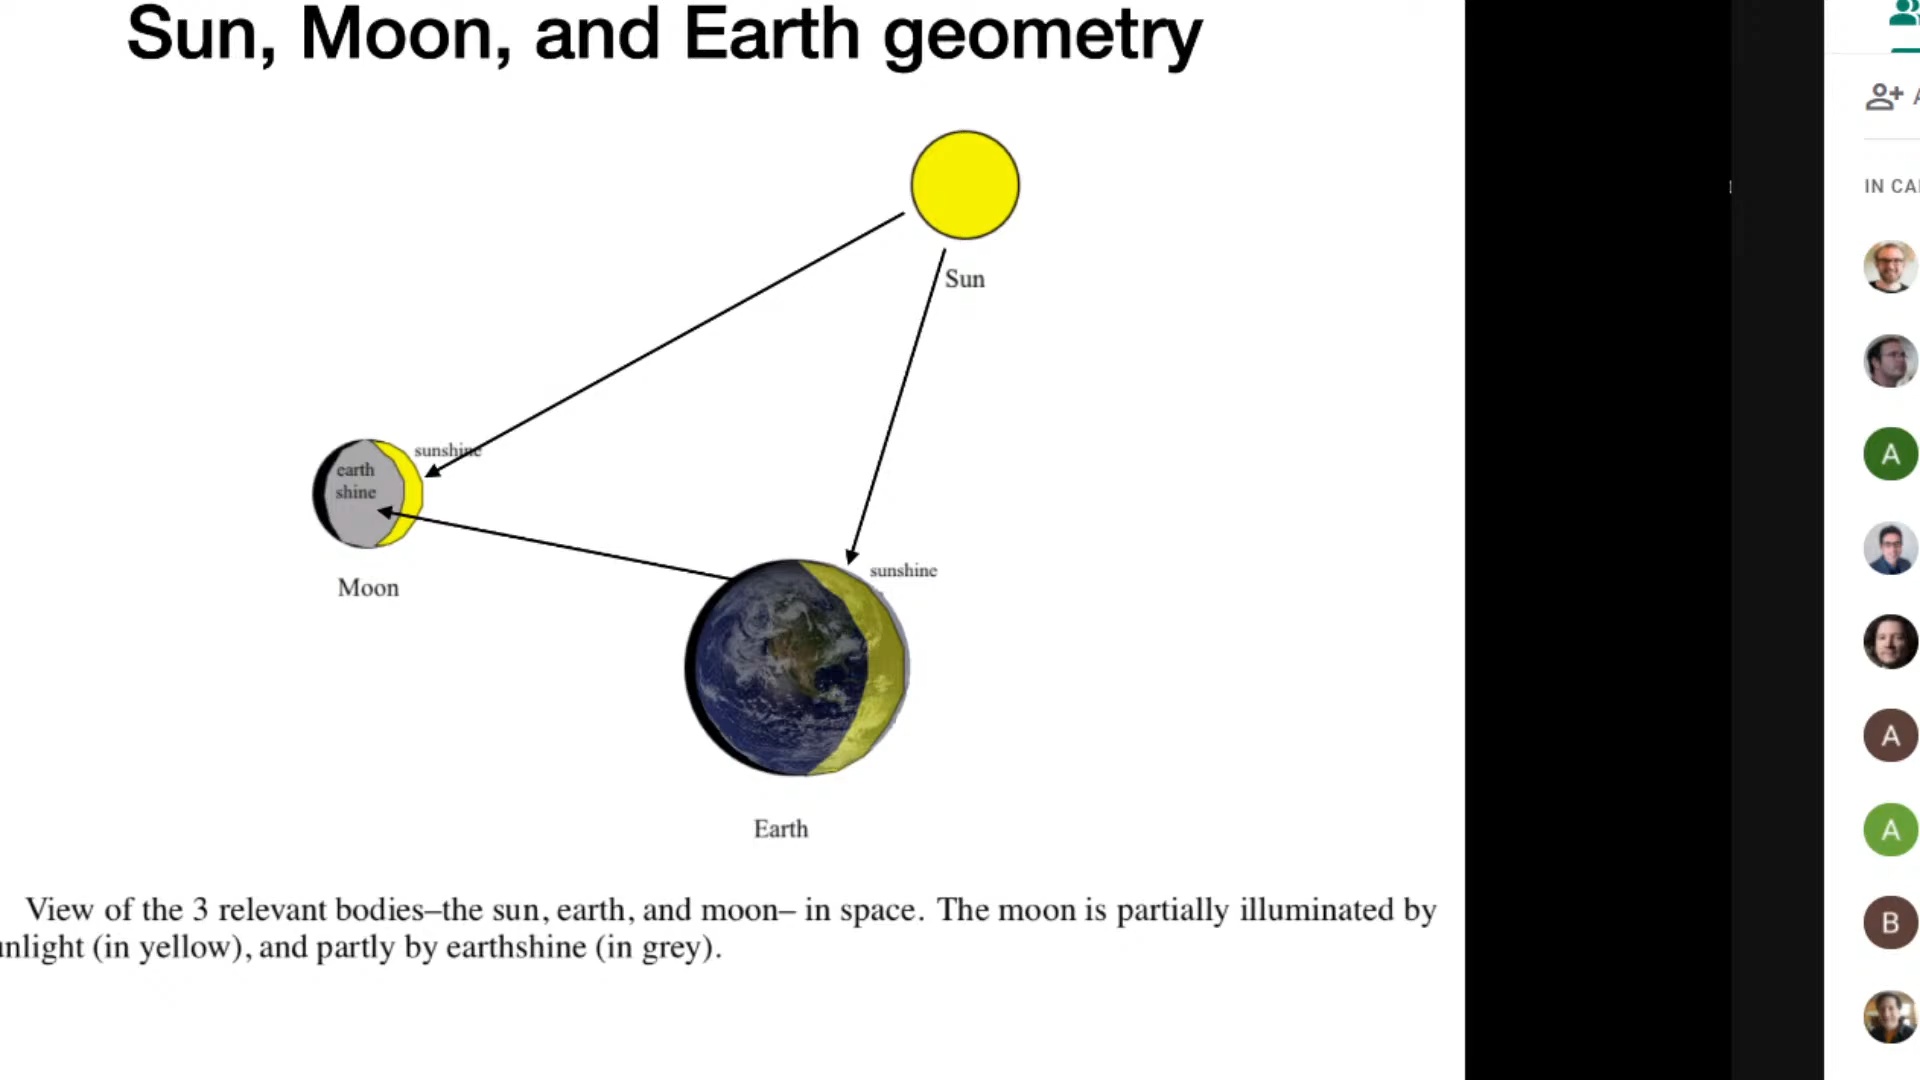 Sun, Moon, and Earth geometry
Sun
sunshine
earth
shine
Moon
sunshine
Earth
View of the 3 relevant bodies–the sun, earth, and moon– in space. The moon is partially illuminated by
nlight (in yellow), and partly by earthshine (in grey).
A
IN CA
A
A
A
B